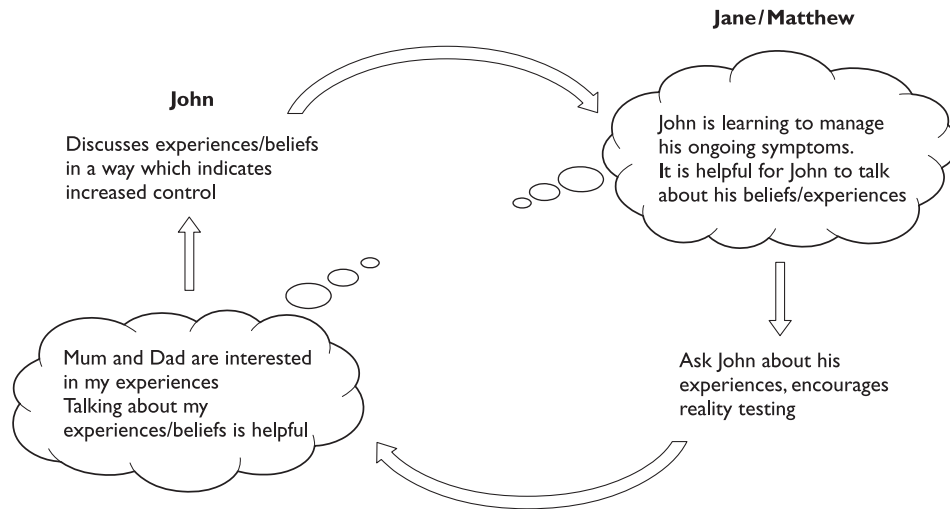 Jane/Matthew
John
Discusses experiences/beliefs
in a way which indicates
increased control
John is learning to manage
his ongoing symptoms.
It is helpful for John to talk
about his beliefs/experiences
Mum and Dad are interested
in my experiences
Talking about my
experiences/beliefs is helpful
Ask John about his
experiences, encourages
reality testing